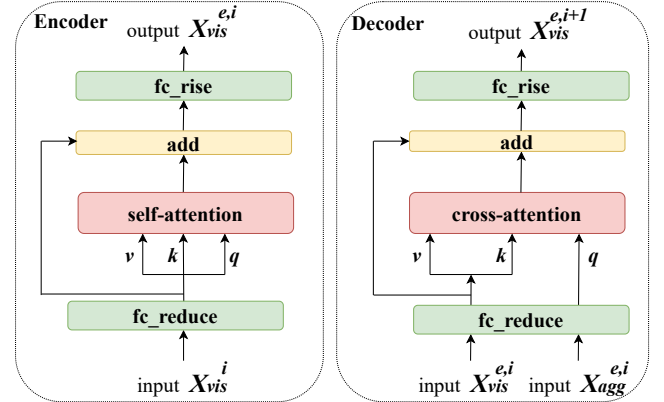 Encoder
output X_vis^{e,i}
fc_rise
add
self-attention
v k q
fc_reduce
input X_vis^i
Decoder
output X_vis^{e,i+1}
fc_rise
add
cross-attention
v k q
fc_reduce
input X_vis^{e,i} input X_agg^{e,i}